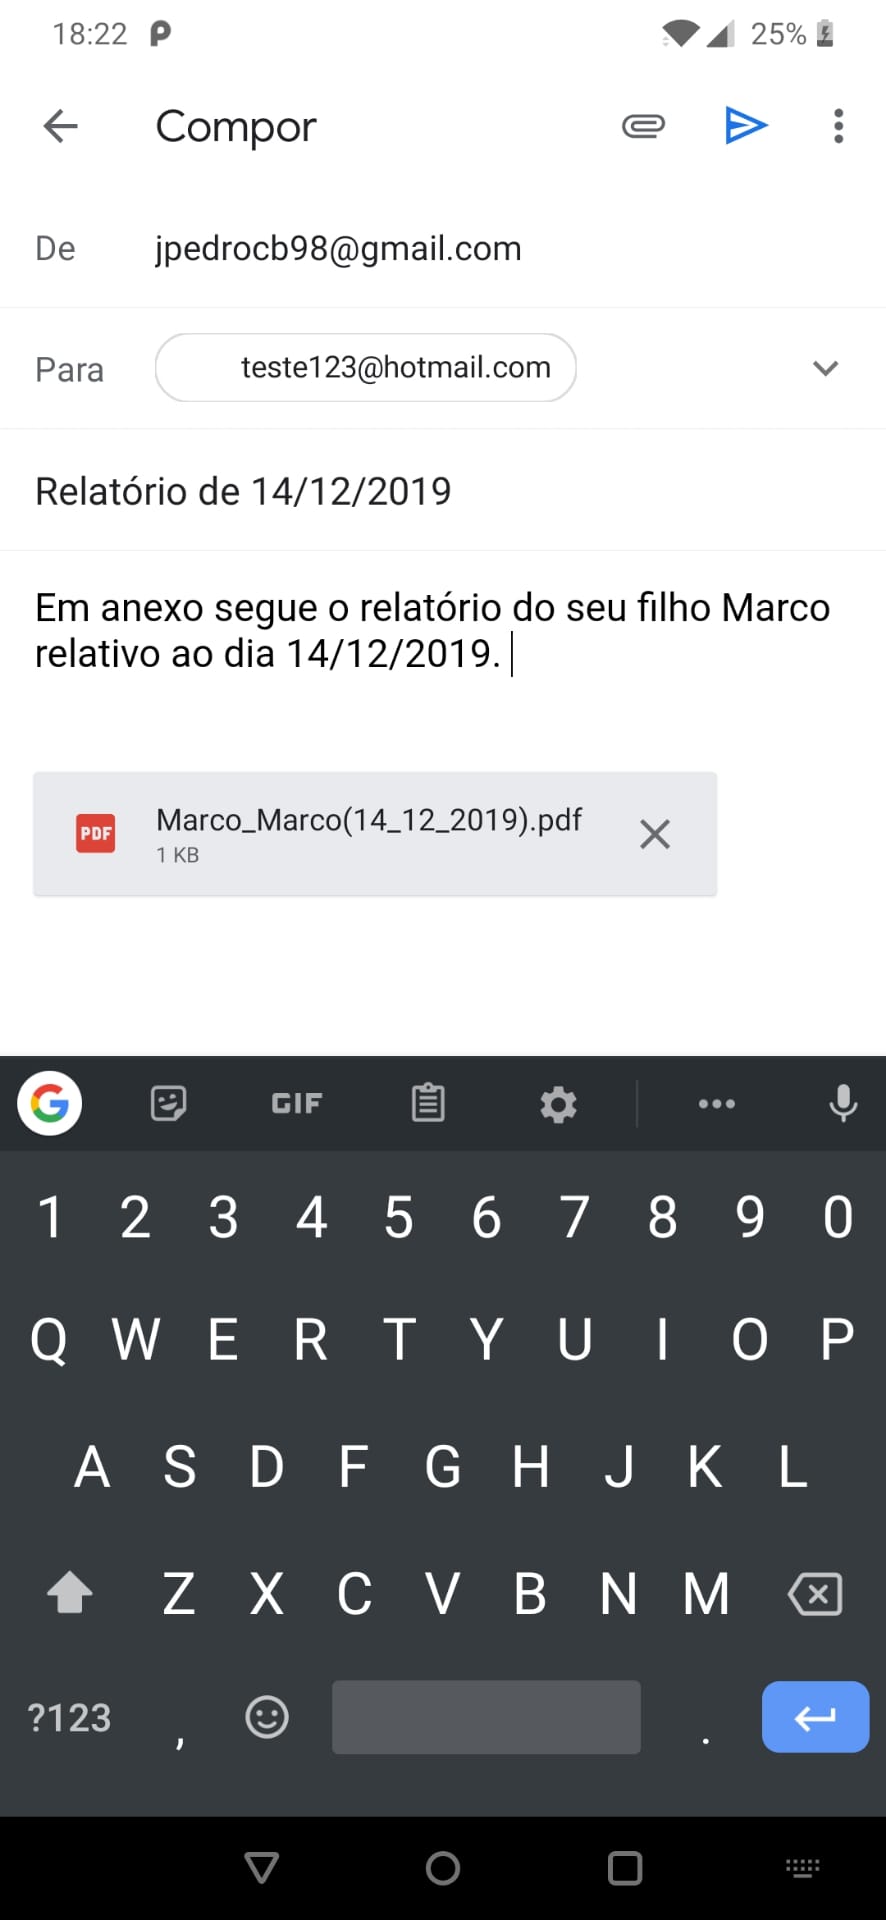 18:22 P 25%
Compor
De jpedrocb98@gmail.com
Para teste123@hotmail.com
Relatório de 14/12/2019
Em anexo segue o relatório do seu filho Marco
relativo ao dia 14/12/2019.
PDF Marco_Marco(14_12_2019).pdf
1 KB
G GIF
1 2 3 4 5 6 7 8 9 0
Q W E R T Y U I O P
A S D F G H J K L
Z X C V B N M
?123 , .